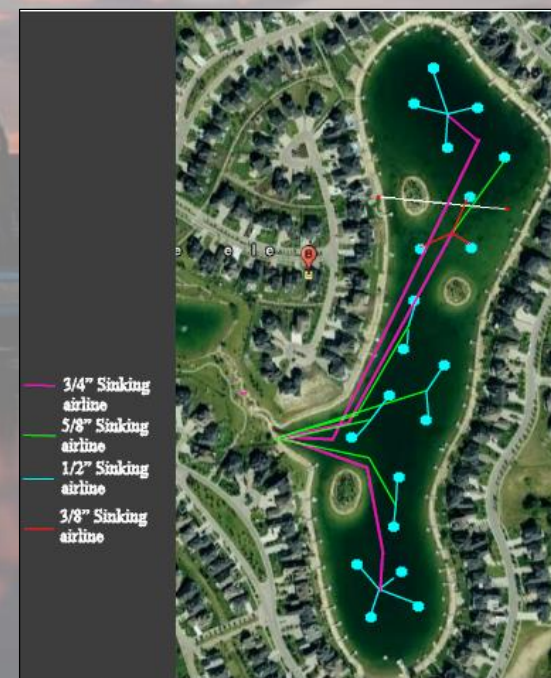 3/4” Sinking
airline
5/8” Sinking
airline
1/2” Sinking
airline
3/8” Sinking
airline
e e l e
B